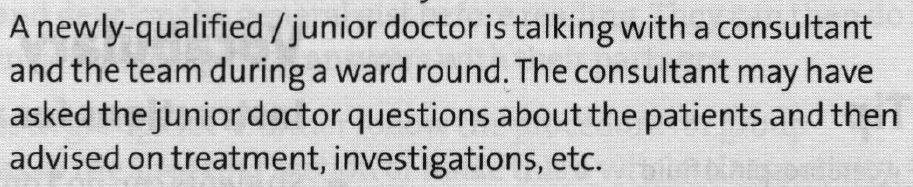 A newly-qualified / junior doctor is talking with a consultant
and the team during a ward round. The consultant may have
asked the junior doctor questions about the patients and then
advised on treatment, investigations, etc.